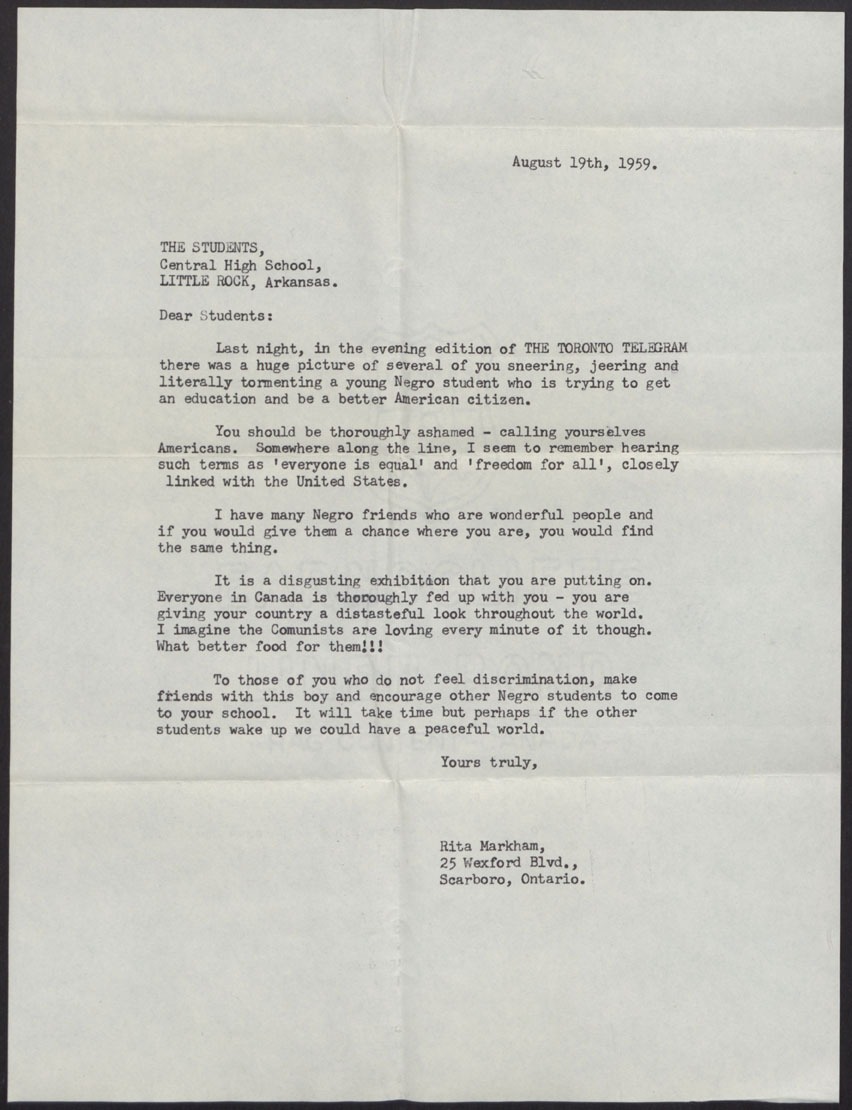 August 19th, 1959.
THE STUDENTS,
Central High School,
LITTLE ROCK, Arkansas.
Dear Students:
Last night, in the evening edition of THE TORONTO TELEGRAM
there was a huge picture of several of you sneering, jeering and
literally tormenting a young Negro student who is trying to get
an education and be a better American citizen.
You should be thoroughly ashamed - calling yourselves
Americans. Somewhere along the line, I seem to remember hearing
such terms as 'everyone is equal' and 'freedom for all', closely
linked with the United States.
I have many Negro friends who are wonderful people and
if you would give them a chance where you are, you would find
the same thing.
It is a disgusting exhibition that you are putting on.
Everyone in Canada is thoroughly fed up with you - you are
giving your country a distasteful look throughout the world.
I imagine the Comunists are loving every minute of it though.
What better food for them!!!
To those of you who do not feel discrimination, make
friends with this boy and encourage other Negro students to come
to your school. It will take time but perhaps if the other
students wake up we could have a peaceful world.
Yours truly,
Rita Markham,
25 Wexford Blvd.,
Scarboro, Ontario.